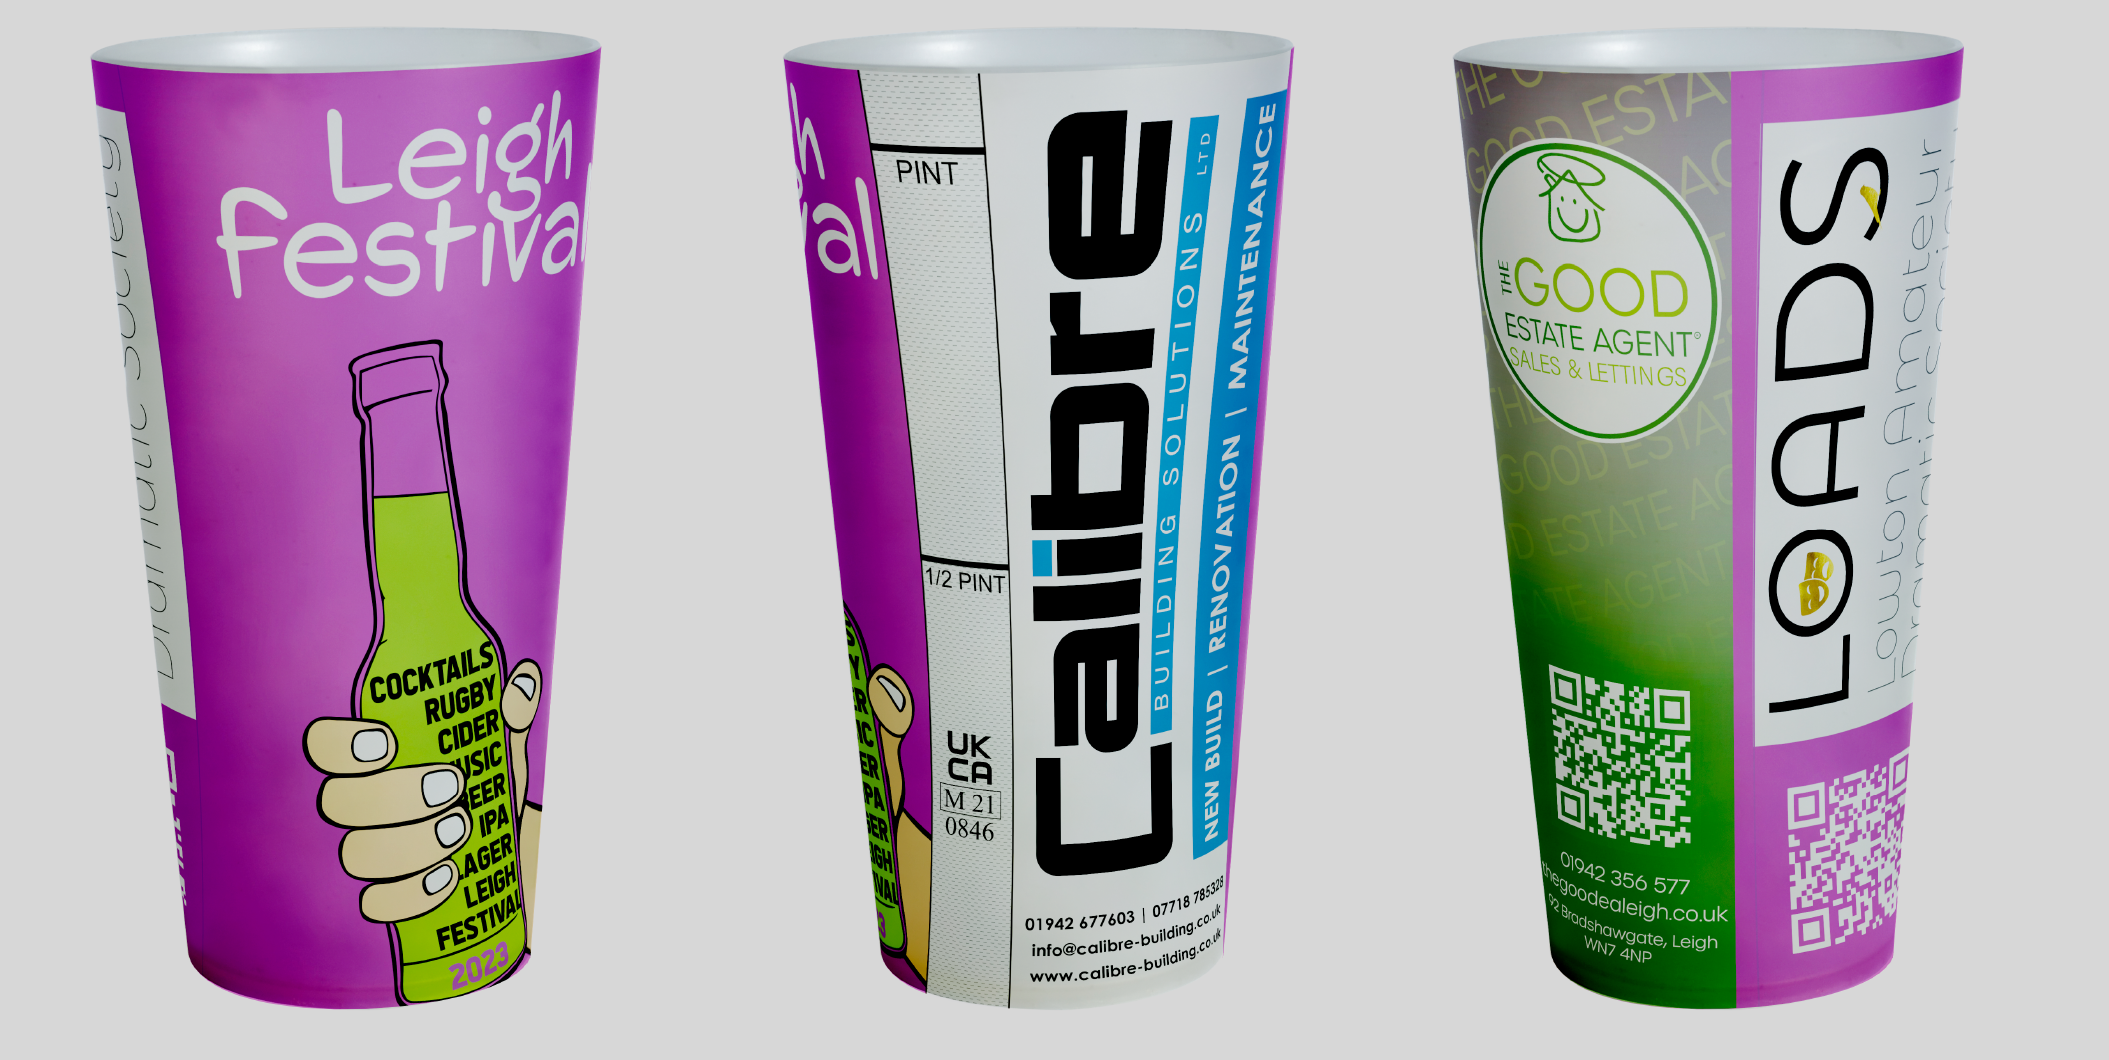 Dramatic Society
Leigh
festival
COCKTAILS
RUGBY
CIDER
MUSIC
BEER
IPA
LAGER
LEIGH
FESTIVAL
2023
PINT
1/2 PINT
UK
CA
M 21
0846
Calibre
BUILDING SOLUTIONS LTD
NEW BUILD | RENOVATION | MAINTENANCE
01942 677603 | 07718 785328
info@calibre-building.co.uk
www.calibre-building.co.uk
THE GOOD
ESTATE AGENT
SALES & LETTINGS
01942 356 577
thegoodealeigh.co.uk
92 Bradshawgate, Leigh
WN7 4NP
LOADS
Lowton Amateur
Dramatic Society